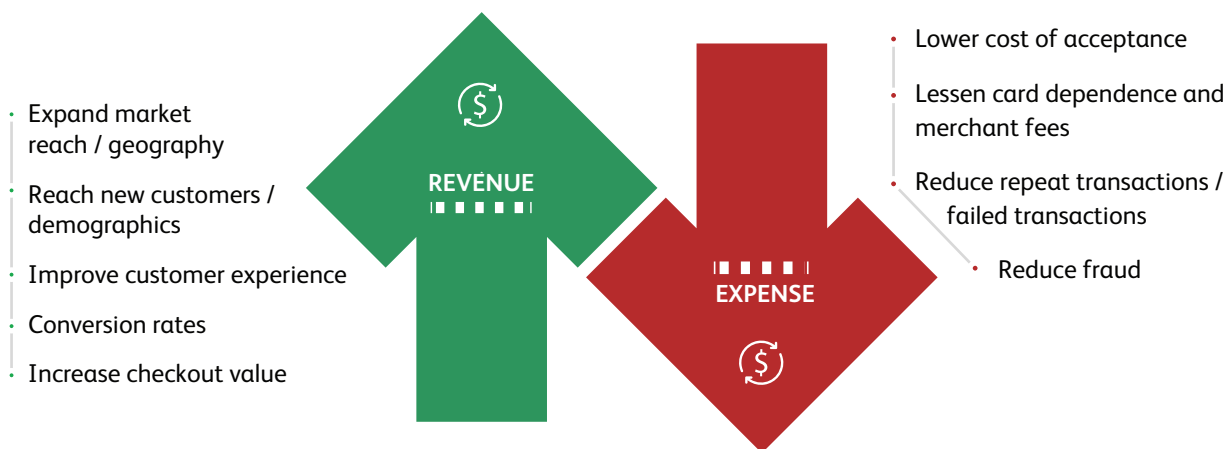 Expand market
reach / geography
Reach new customers /
demographics
Improve customer experience
Conversion rates
Increase checkout value
$
REVENUE
EXPENSE
$
Lower cost of acceptance
Lessen card dependence and
merchant fees
Reduce repeat transactions /
failed transactions
Reduce fraud